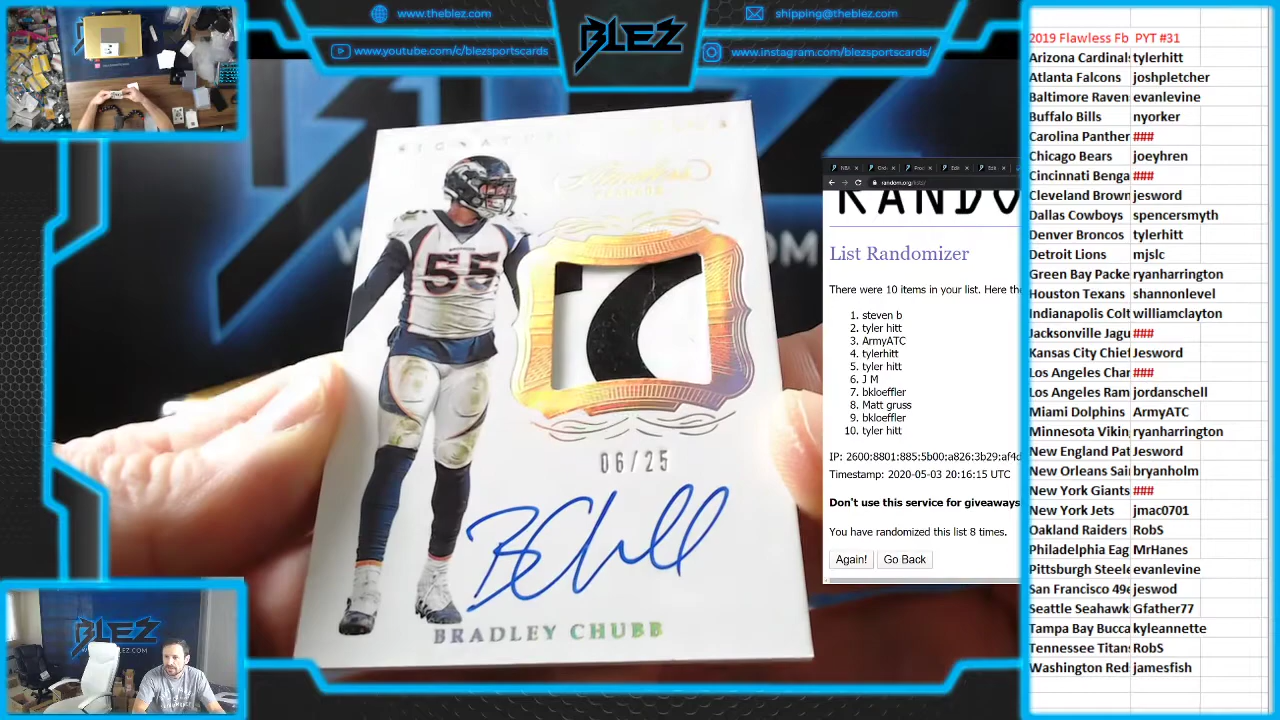 www.theblez.com
www.youtube.com/c/blezsportscards
BLEZ
shipping@theblez.com
www.instagram.com/blezsportscards/
55
06/25
BRADLEY CHUBB
BLEZ
random.org/lists/
List Randomizer
There were 10 items in your list. Here the
1. steven b
2. tyler hitt
3. ArmyATC
4. tylerhitt
5. tyler hitt
6. J M
7. bkloeffler
8. Matt gruss
9. bkloeffler
10. tyler hitt
IP: 2600:8801:885:5b00:a826:3b29:af4c
Timestamp: 2020-05-03 20:16:15 UTC
Don't use this service for giveaways
You have randomized this list 8 times.
Again! Go Back
2019 Flawless Fb PYT #31
Arizona Cardinals tylerhitt
Atlanta Falcons joshpletcher
Baltimore Raven evanlevine
Buffalo Bills nyorker
Carolina Panther ###
Chicago Bears joeyhren
Cincinnati Benga ###
Cleveland Brown jesword
Dallas Cowboys spencersmyth
Denver Broncos tylerhitt
Detroit Lions mjslc
Green Bay Packe ryanharrington
Houston Texans shannonlevel
Indianapolis Colt williamclayton
Jacksonville Jagu ###
Kansas City Chief Jesword
Los Angeles Char ###
Los Angeles Ram jordanschell
Miami Dolphins ArmyATC
Minnesota Vikin ryanharrington
New England Pat Jesword
New Orleans Sai bryanholm
New York Giants ###
New York Jets jmac0701
Oakland Raiders RobS
Philadelphia Eag MrHanes
Pittsburgh Steele evanlevine
San Francisco 49e jeswod
Seattle Seahawk Gfather77
Tampa Bay Bucca kyleannette
Tennessee Titan RobS
Washington Red jamesfish